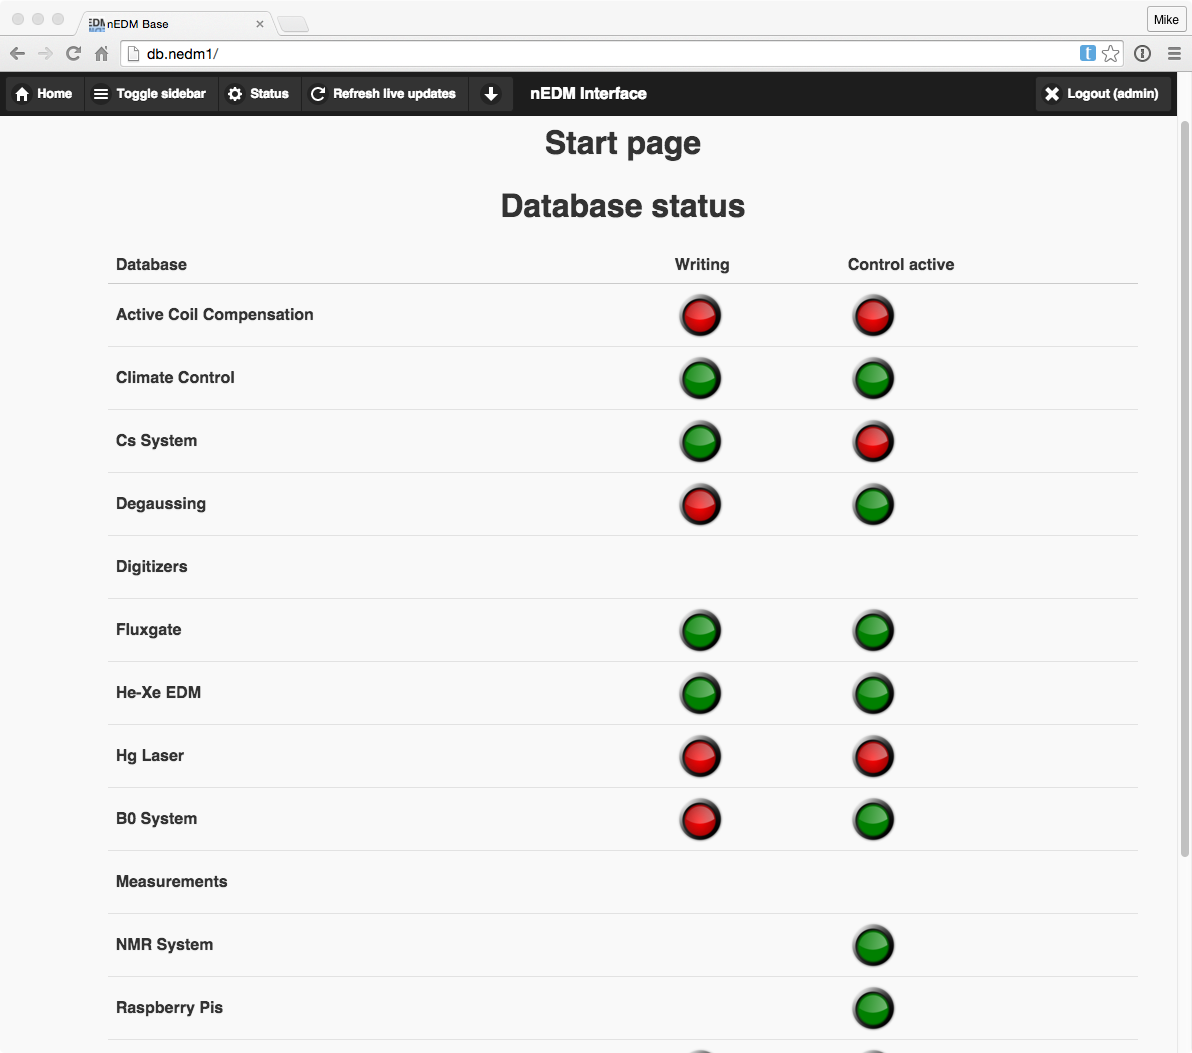 nEDM Base
Mike
db.nedm1/
Home Toggle sidebar Status Refresh live updates nEDM Interface Logout (admin)
Start page
Database status
Database Writing Control active
Active Coil Compensation
Climate Control
Cs System
Degaussing
Digitizers
Fluxgate
He-Xe EDM
Hg Laser
B0 System
Measurements
NMR System
Raspberry Pis